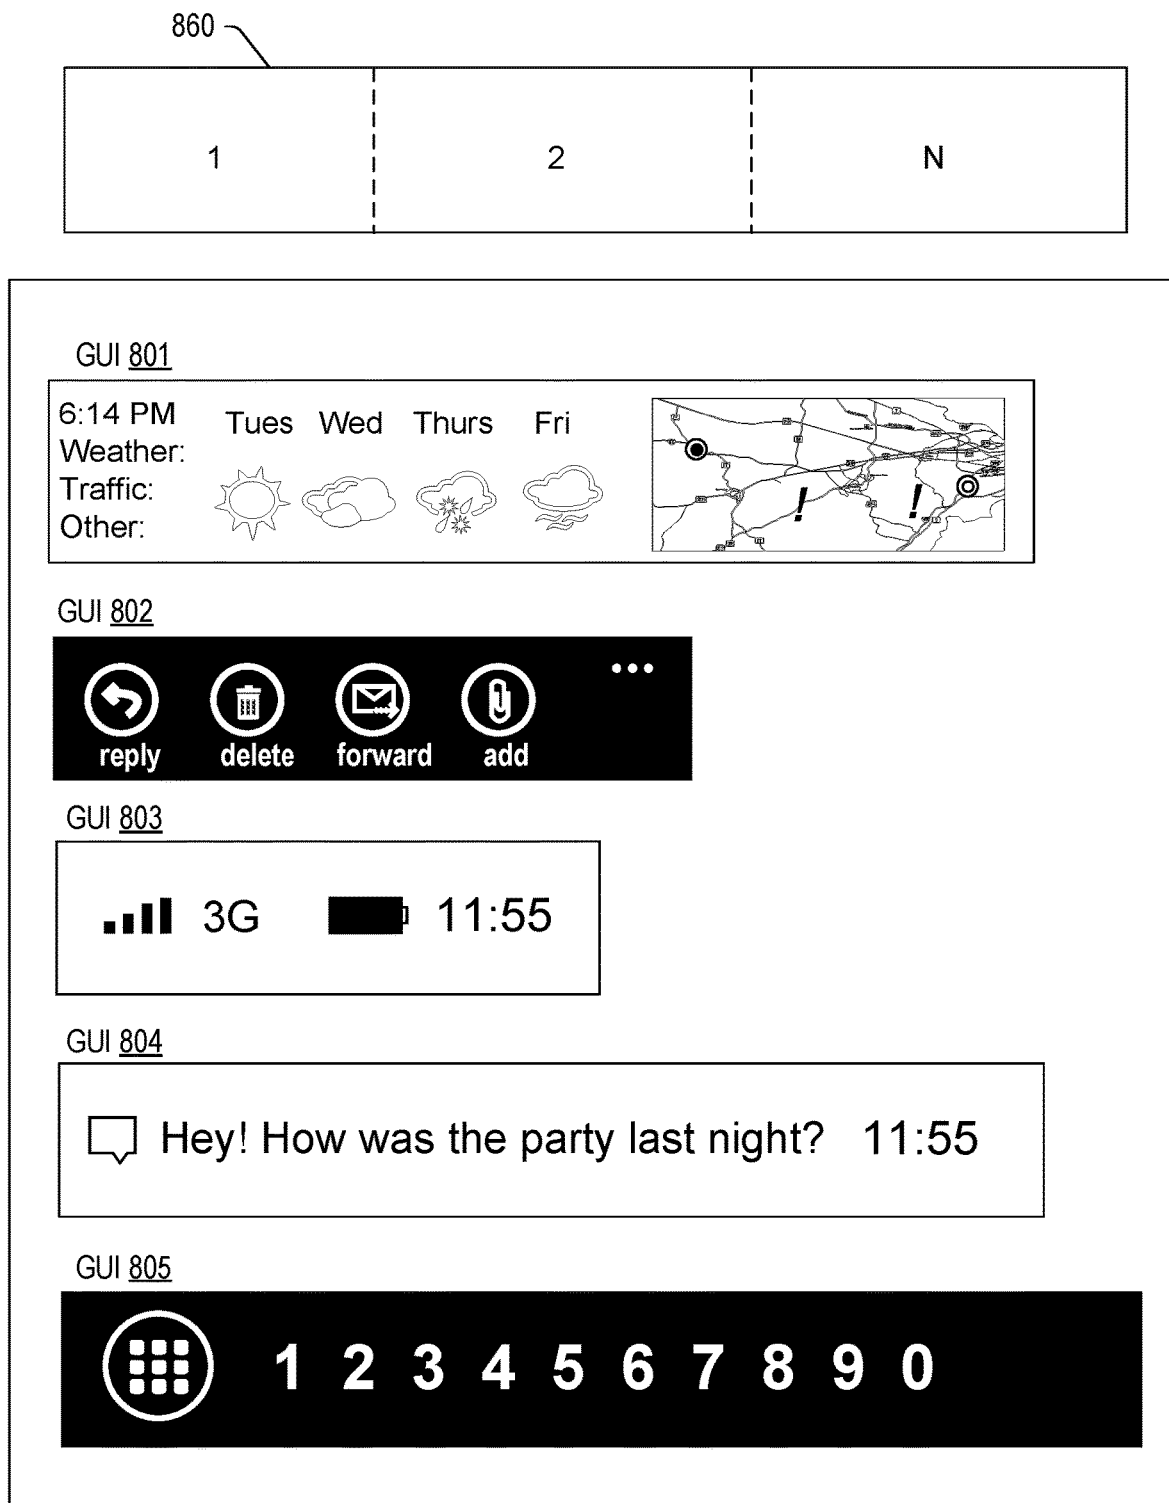 860
1 2 N
GUI 801
6:14 PM
Weather:
Traffic:
Other:
Tues Wed Thurs Fri
! !
GUI 802
...
reply delete forward add
GUI 803
3G 11:55
GUI 804
Hey! How was the party last night? 11:55
GUI 805
1 2 3 4 5 6 7 8 9 0